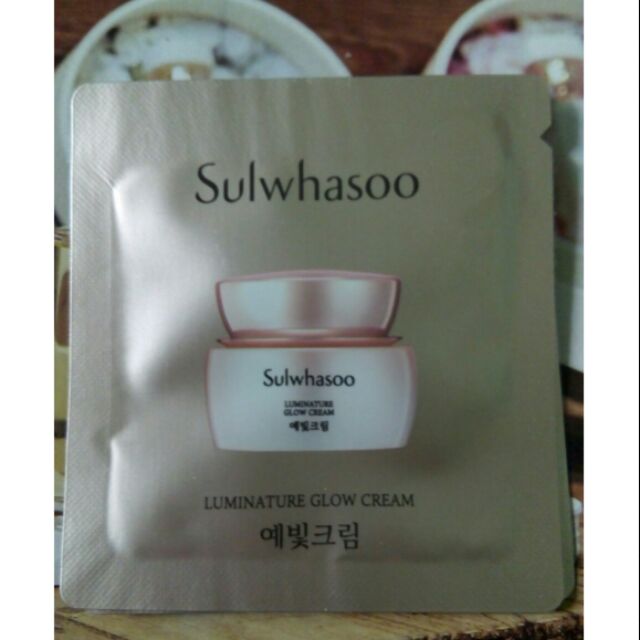 Sulwhasoo
Sulwhasoo
LUMINATURE
GLOW CREAM
예빛크림
LUMINATURE GLOW CREAM
예빛크림